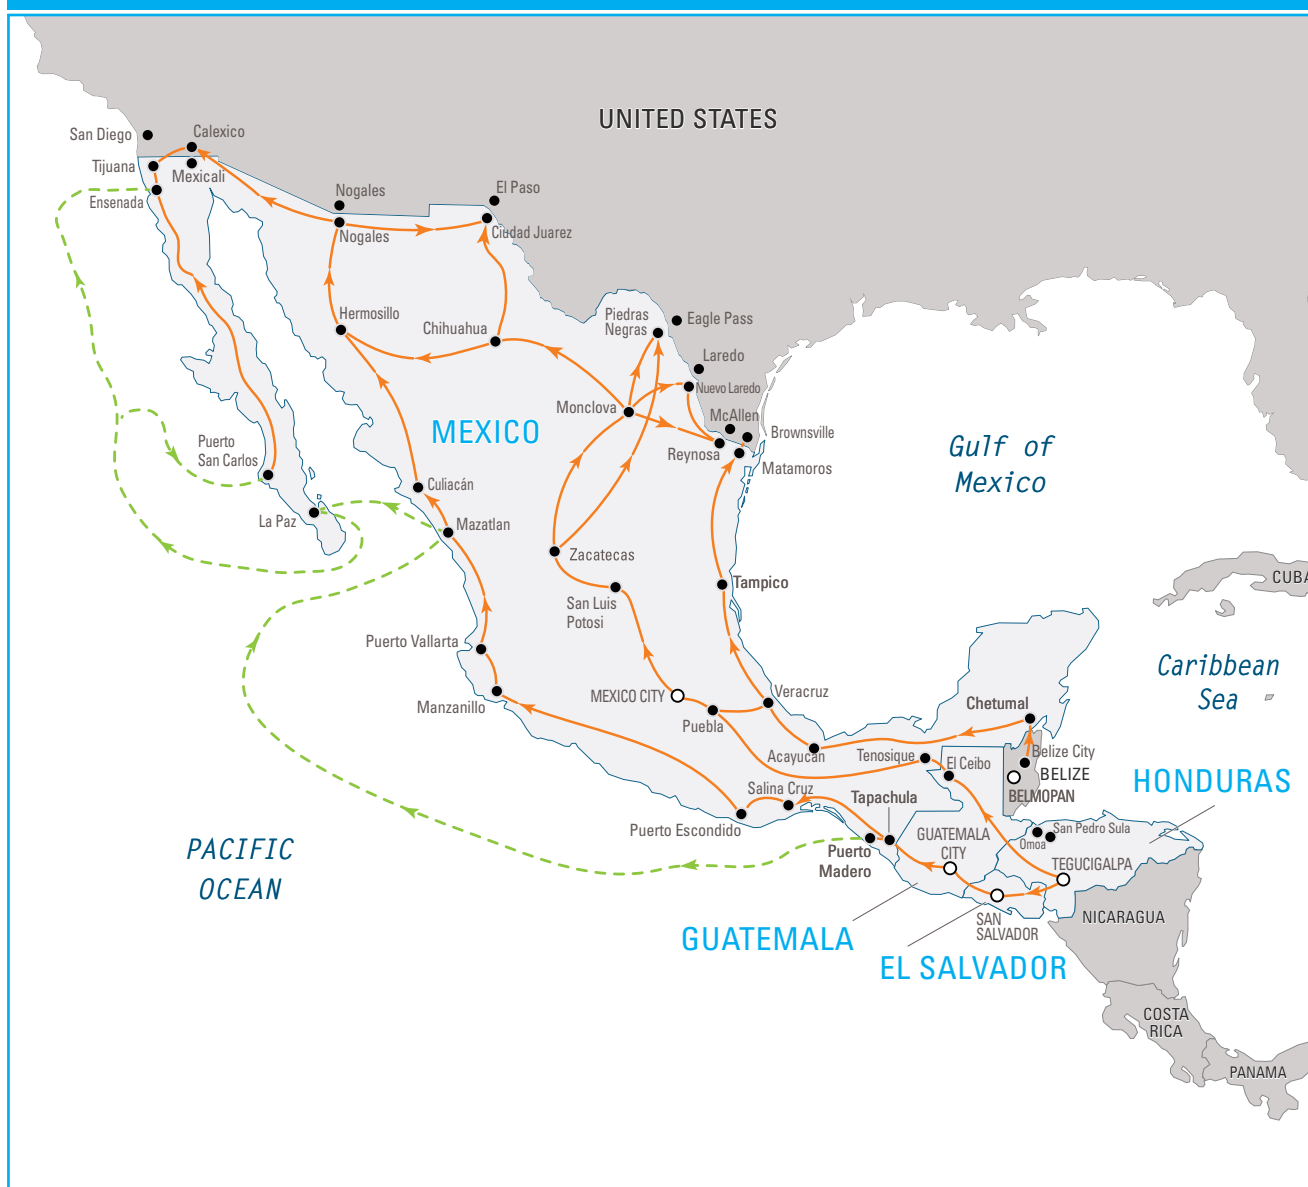 UNITED STATES
San Diego
Calexico
Tijuana
Mexicali
Ensenada
Nogales
El Paso
Nogales
Ciudad Juarez
Hermosillo
Chihuahua
Piedras
Negras
Eagle Pass
Laredo
Nuevo Laredo
Monclova
McAllen
Brownsville
Reynosa
Matamoros
MEXICO
Gulf of
Mexico
Puerto
San Carlos
La Paz
Culiacán
Mazatlan
Zacatecas
San Luis
Potosi
Tampico
CUBA
Puerto Vallarta
Manzanillo
MEXICO CITY
Puebla
Veracruz
Caribbean
Sea
Chetumal
Acayucan
Tenosique
El Ceibo
Belize City
BELIZE
BELMOPAN
HONDURAS
Salina Cruz
Puerto Escondido
Tapachula
Puerto
Madero
GUATEMALA
CITY
San Pedro Sula
Omoa
TEGUCIGALPA
PACIFIC
OCEAN
GUATEMALA
EL SALVADOR
SAN
SALVADOR
NICARAGUA
COSTA
RICA
PANAMA